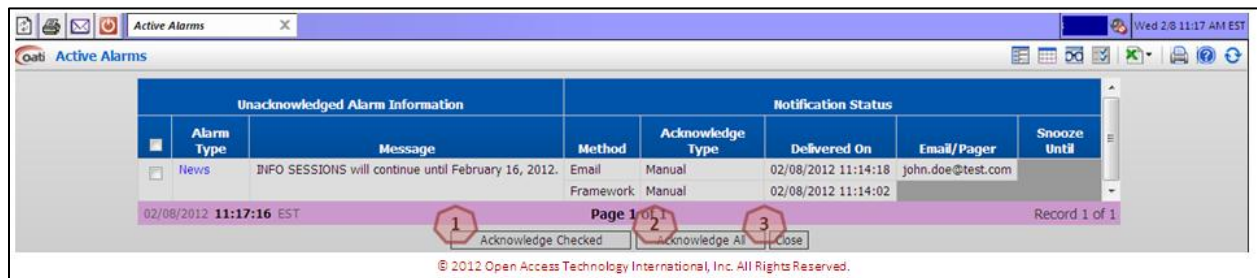 Active Alarms X Wed 2/8 11:17 AM EST
oati Active Alarms
Unacknowledged Alarm Information Notification Status
Alarm Type Message Method Acknowledge Type Delivered On Email/Pager Snooze Until
News INFO SESSIONS will continue until February 16, 2012. Email Manual 02/08/2012 11:14:18 john.doe@test.com
Framework Manual 02/08/2012 11:14:02
02/08/2012 11:17:16 EST Page 1 of 1 Record 1 of 1
1 2 3
Acknowledge Checked Acknowledge All Close
© 2012 Open Access Technology International, Inc. All Rights Reserved.